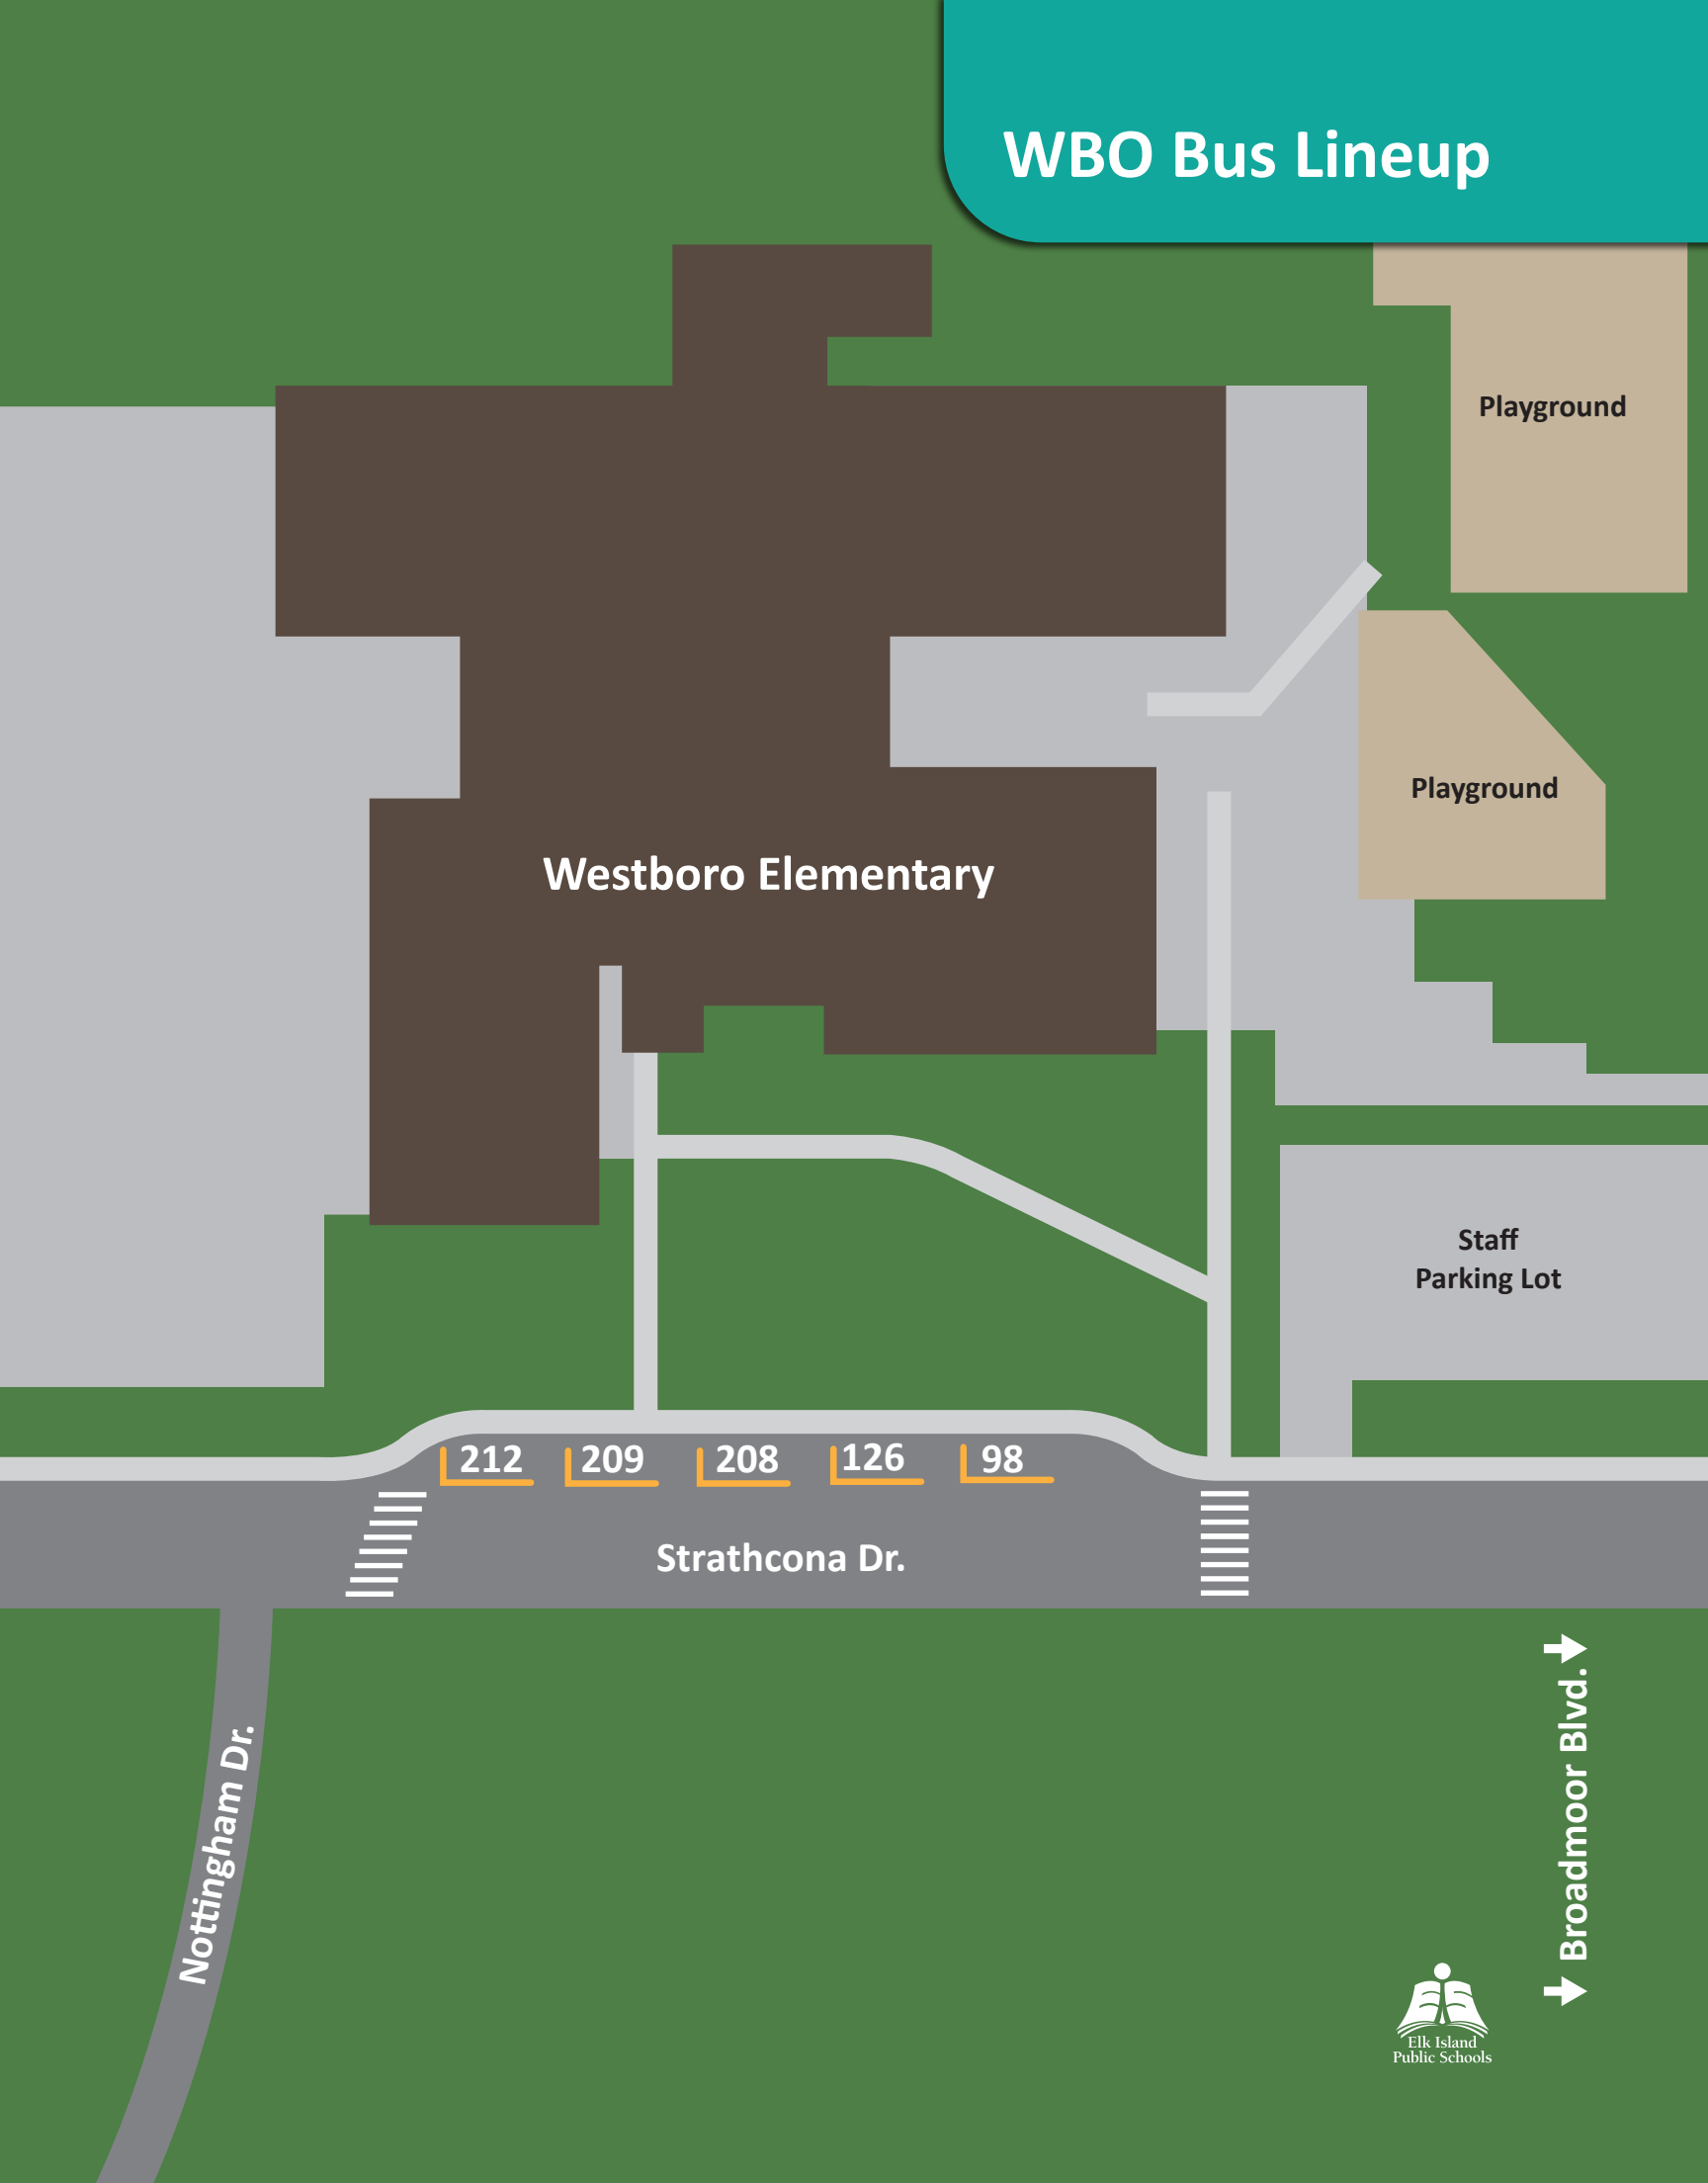 WBO Bus Lineup
Playground
Playground
Westboro Elementary
Staff
Parking Lot
212 209 208 126 98
Strathcona Dr.
Nottingham Dr.
Broadmoor Blvd.
Elk Island
Public Schools